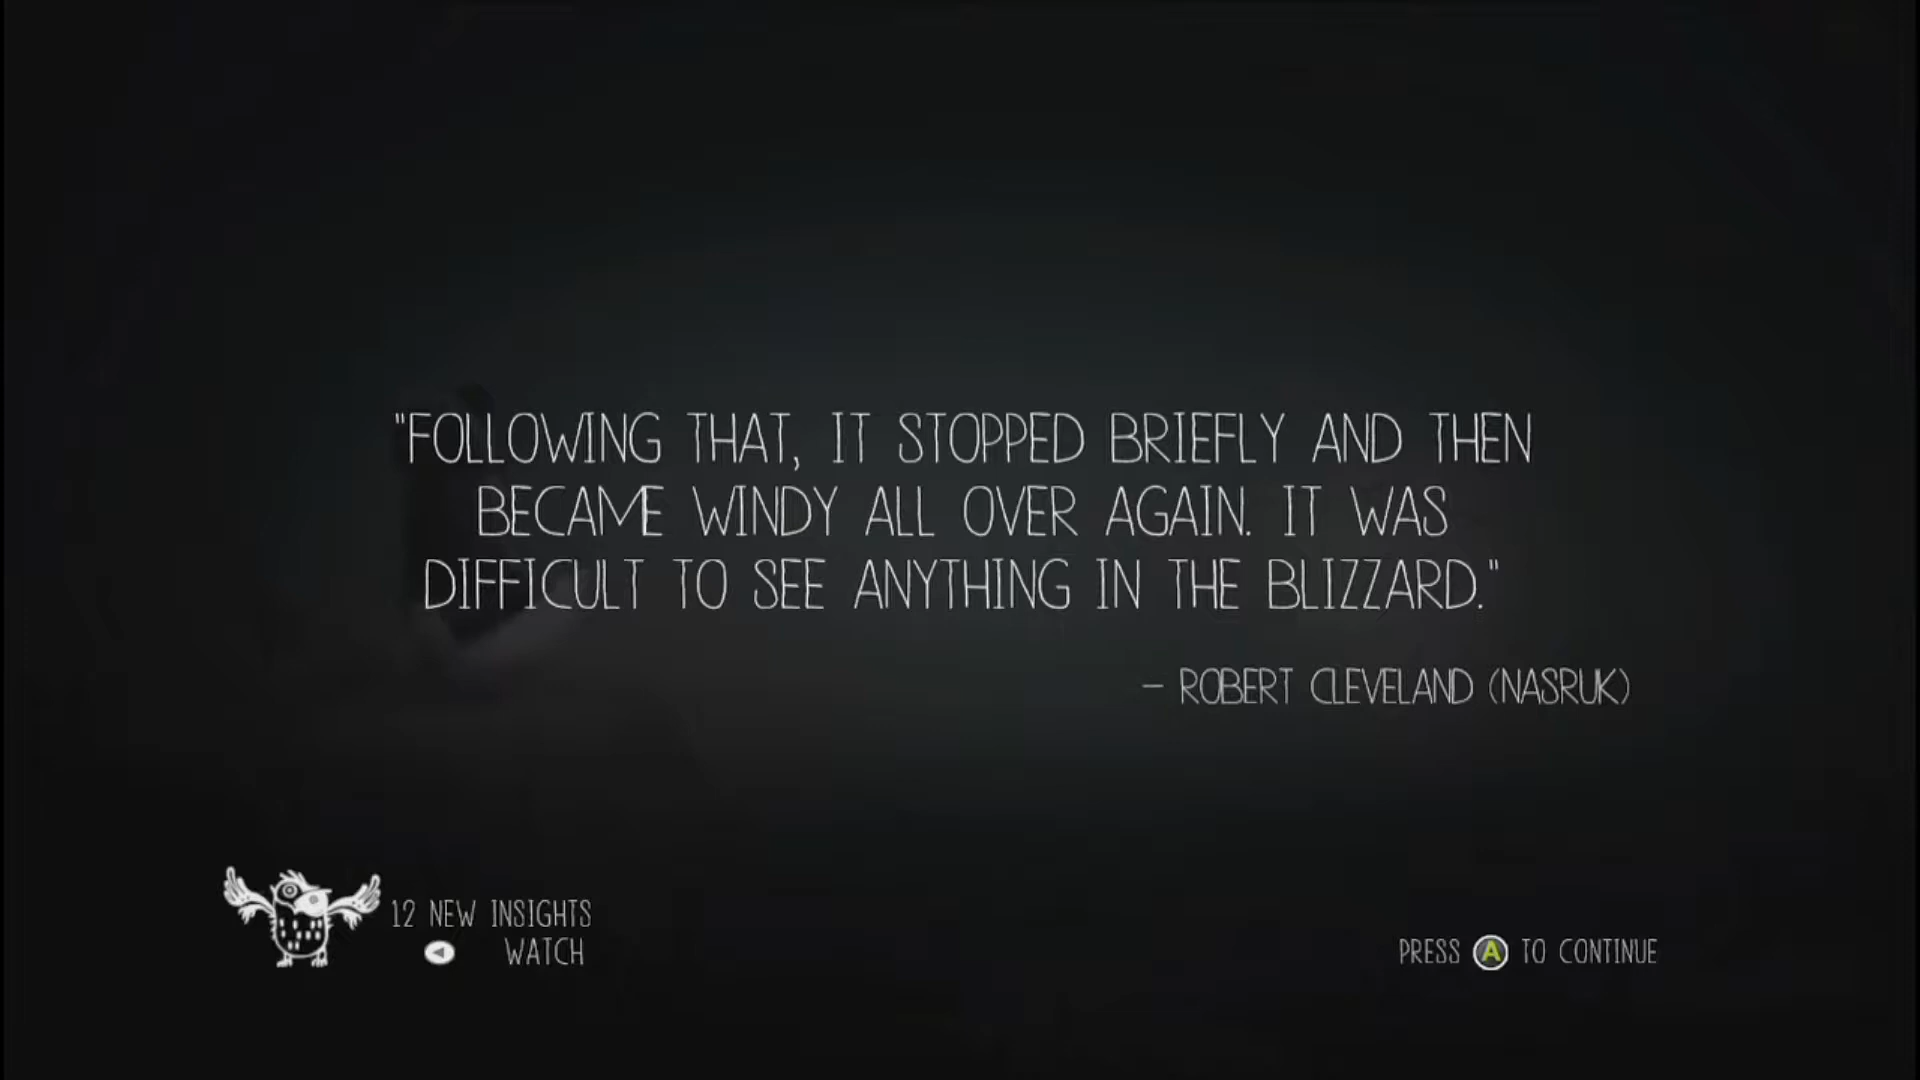 "FOLLOWING THAT, IT STOPPED BRIEFLY AND THEN
BECAME WINDY ALL OVER AGAIN. IT WAS
DIFFICULT TO SEE ANYTHING IN THE BLIZZARD."
– ROBERT CLEVELAND (NASRUK)
12 NEW INSIGHTS
WATCH
PRESS A TO CONTINUE